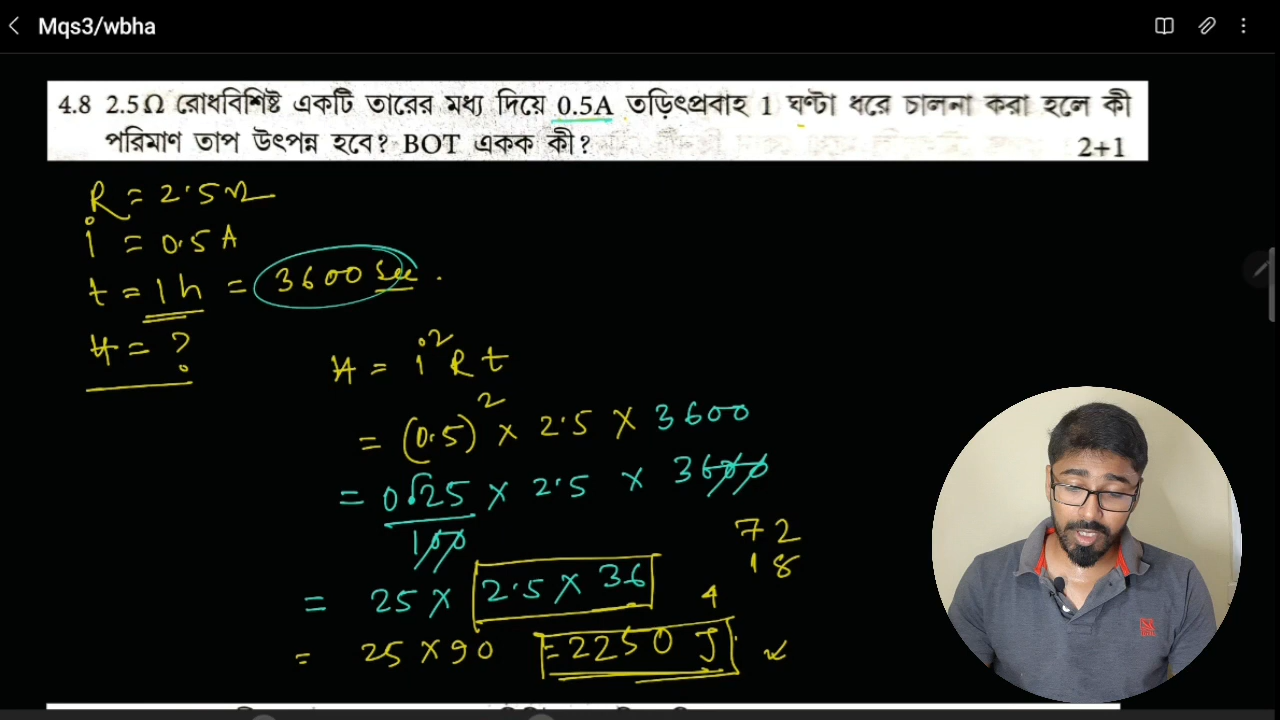 Mqs3/wbha
4.8 2.5Ω রোধবিশিষ্ট একটি তারের মধ্য দিয়ে 0.5A তড়িৎপ্রবাহ 1 ঘণ্টা ধরে চালনা করা হলে কী
পরিমাণ তাপ উৎপন্ন হবে? BOT একক কী? 2+1
R = 2.5Ω
i = 0.5 A
t = 1h = 3600 Sec.
H = ?
H = i²Rt
= (0.5)² × 2.5 × 3600
= 0.25/100 × 2.5 × 3600
72
18
= 25 × 2.5 × 36
4
= 25 × 90 = 2250 J